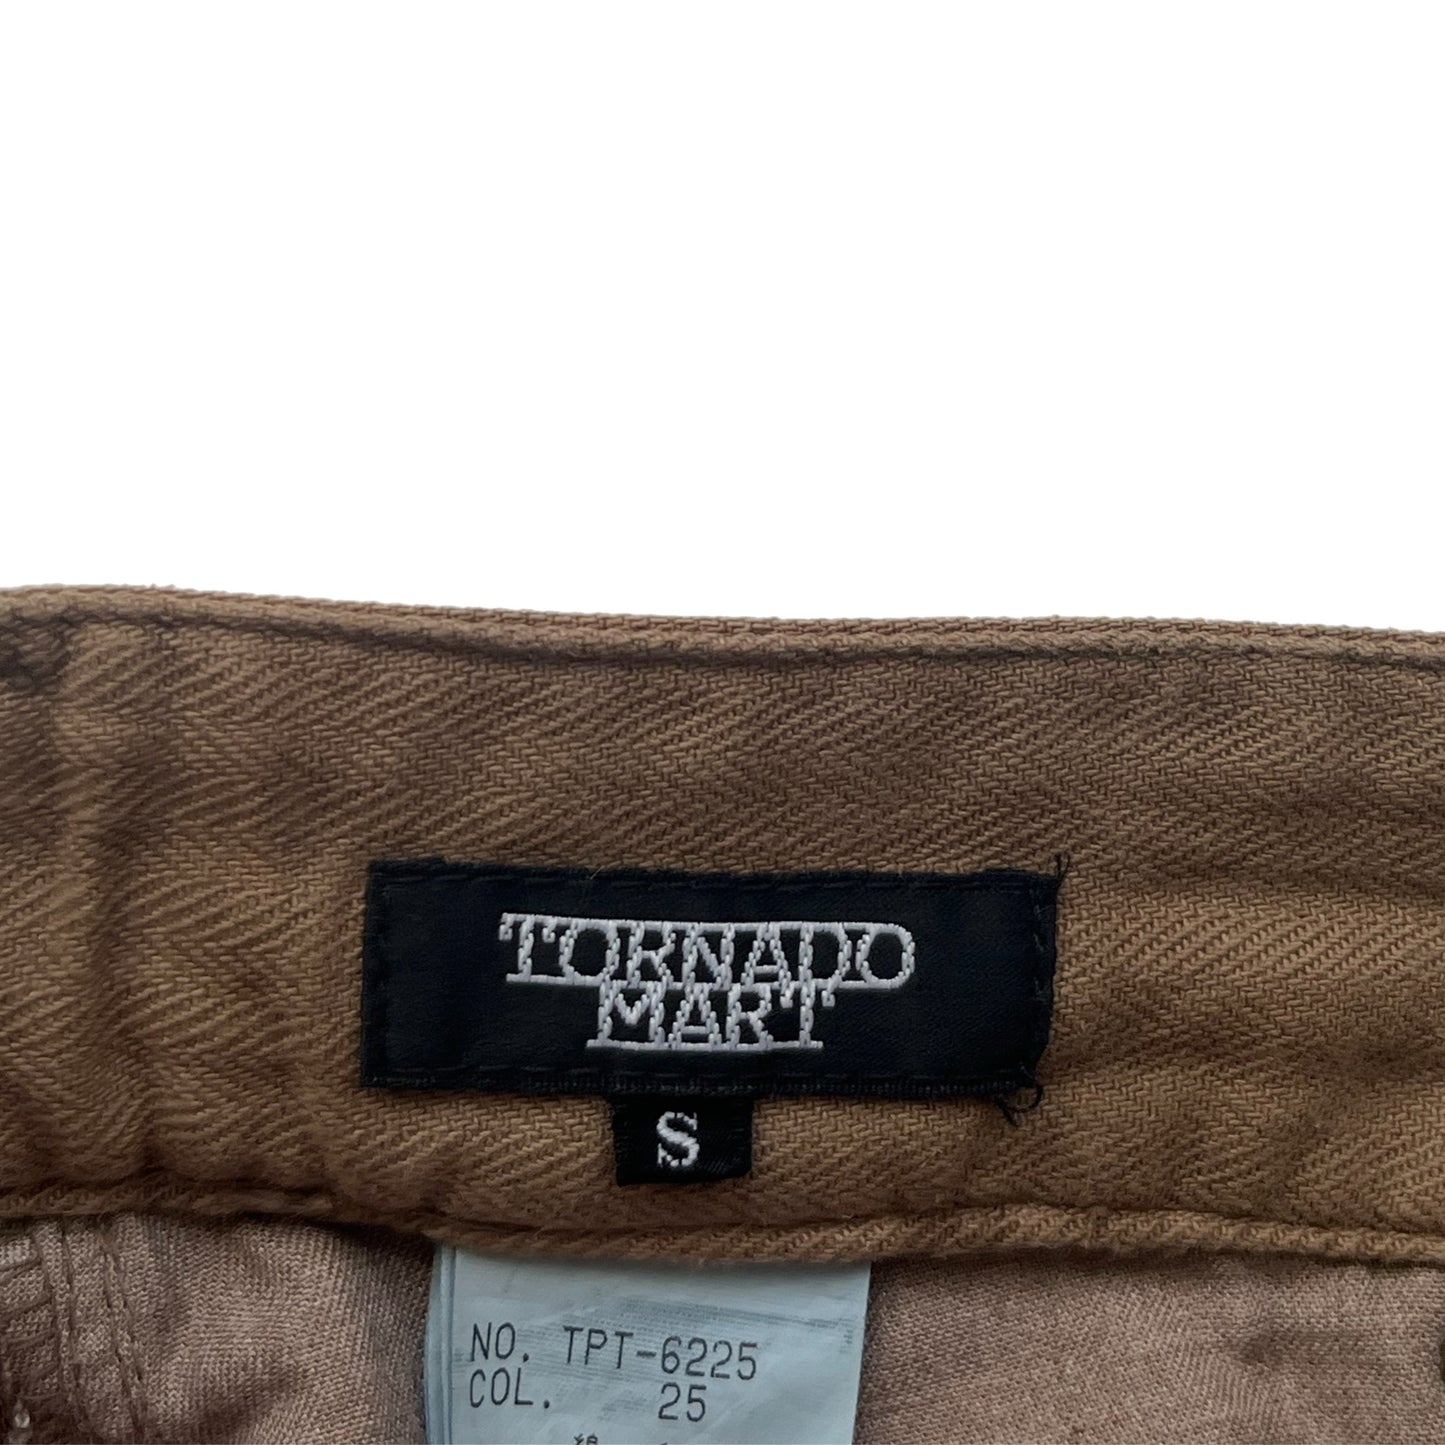 TORNADO
MART
S
NO. TPT-6225
COL. 25